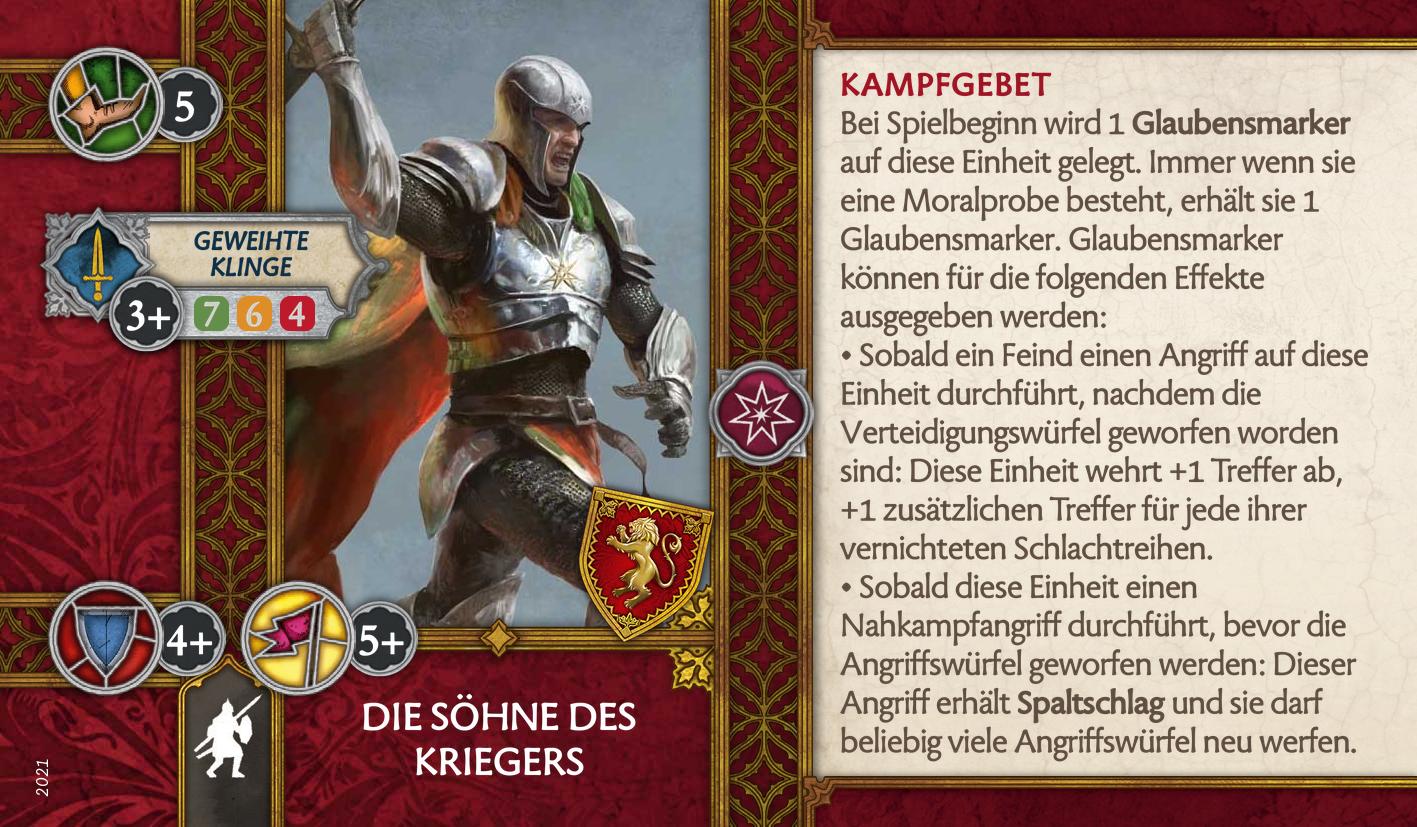 5
GEWEIHTE
KLINGE
3+
7 6 4
4+
5+
DIE SÖHNE DES
KRIEGERS
2021
KAMPFGEBET
Bei Spielbeginn wird 1 Glaubensmarker
auf diese Einheit gelegt. Immer wenn sie
eine Moralprobe besteht, erhält sie 1
Glaubensmarker. Glaubensmarker
können für die folgenden Effekte
ausgegeben werden:
• Sobald ein Feind einen Angriff auf diese
Einheit durchführt, nachdem die
Verteidigungswürfel geworfen worden
sind: Diese Einheit wehrt +1 Treffer ab,
+1 zusätzlichen Treffer für jede ihrer
vernichteten Schlachtreihen.
• Sobald diese Einheit einen
Nahkampfangriff durchführt, bevor die
Angriffswürfel geworfen werden: Dieser
Angriff erhält Spaltschlag und sie darf
beliebig viele Angriffswürfel neu werfen.